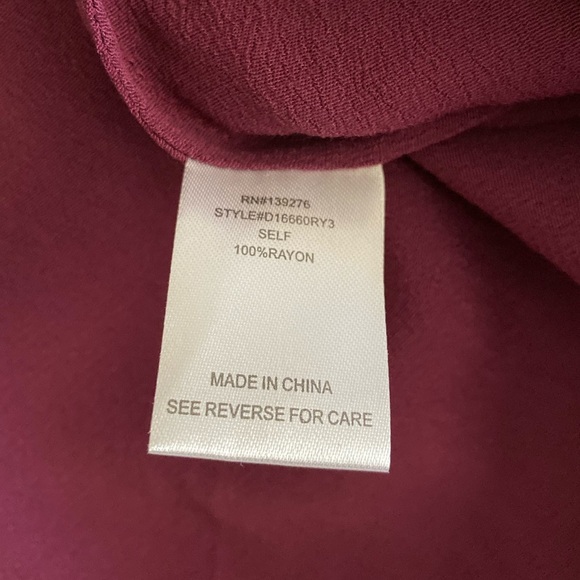 RN#139276
STYLE#D16660RY3
SELF
100%RAYON
MADE IN CHINA
SEE REVERSE FOR CARE